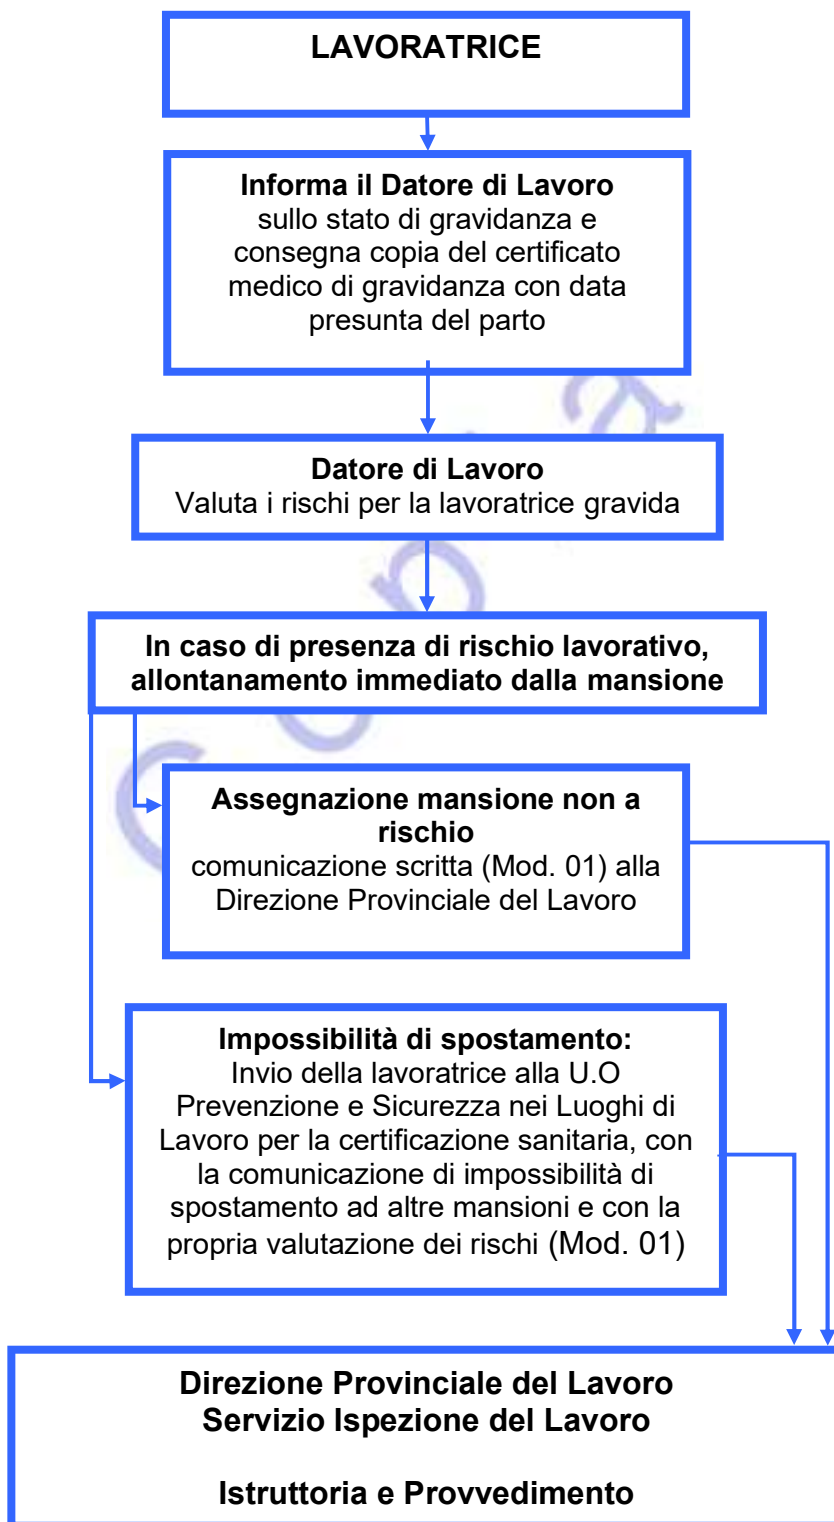 LAVORATRICE
Informa il Datore di Lavoro
sullo stato di gravidanza e
consegna copia del certificato
medico di gravidanza con data
presunta del parto
Datore di Lavoro
Valuta i rischi per la lavoratrice gravida
In caso di presenza di rischio lavorativo,
allontanamento immediato dalla mansione
Assegnazione mansione non a
rischio
comunicazione scritta (Mod. 01) alla
Direzione Provinciale del Lavoro
Impossibilità di spostamento:
Invio della lavoratrice alla U.O
Prevenzione e Sicurezza nei Luoghi di
Lavoro per la certificazione sanitaria, con
la comunicazione di impossibilità di
spostamento ad altre mansioni e con la
propria valutazione dei rischi (Mod. 01)
Direzione Provinciale del Lavoro
Servizio Ispezione del Lavoro
Istruttoria e Provvedimento
Copia